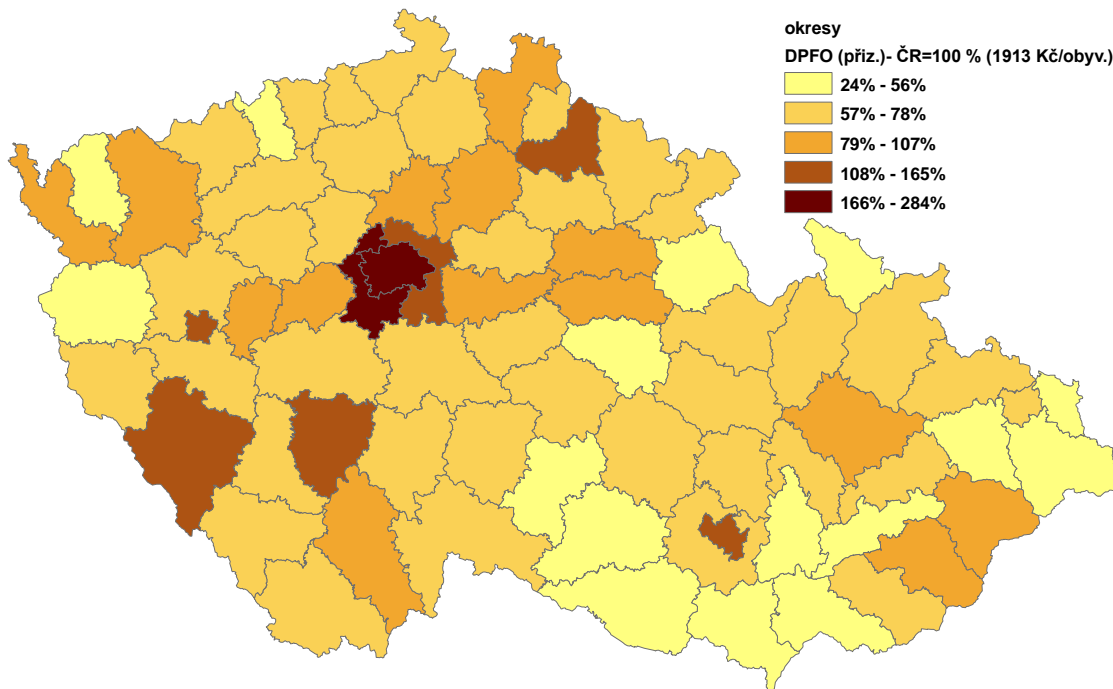 okresy
DPFO (přiz.)- ČR=100 % (1913 Kč/obyv.)
24% - 56%
57% - 78%
79% - 107%
108% - 165%
166% - 284%